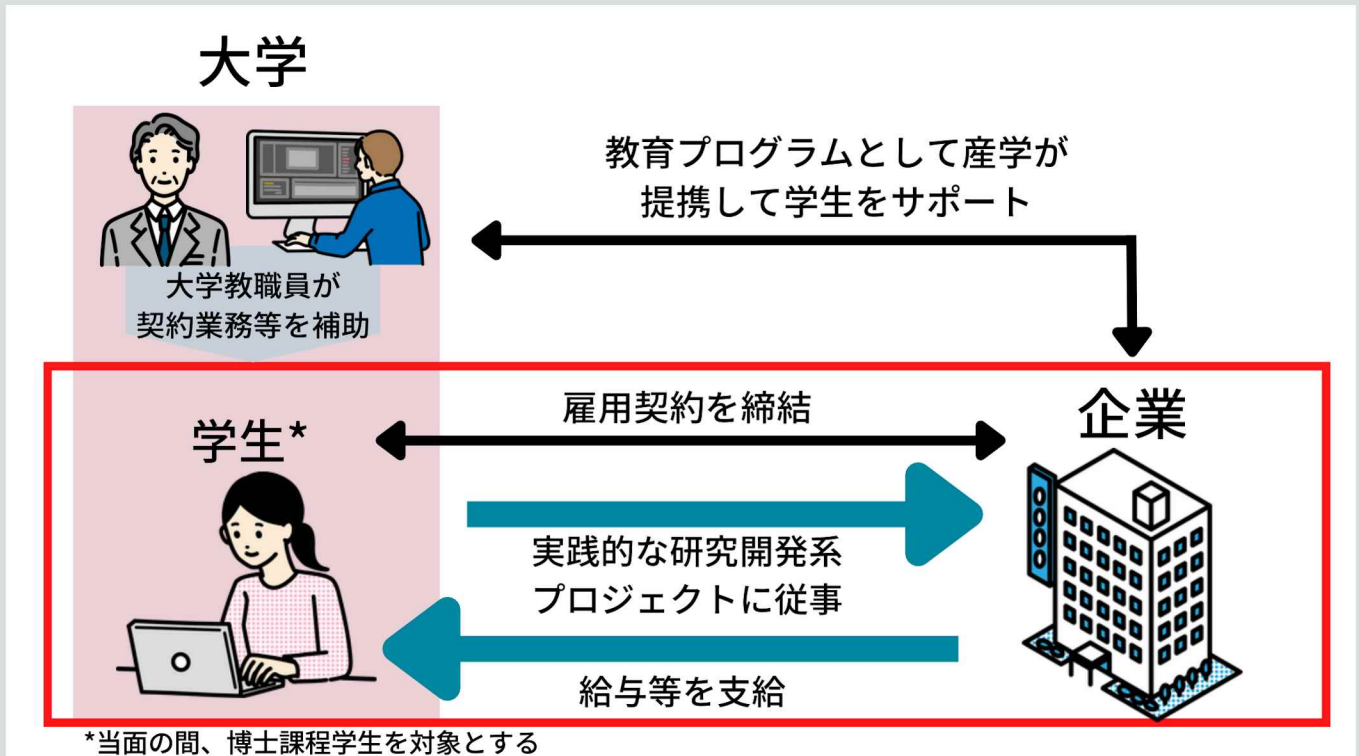 大学
教育プログラムとして産学が
提携して学生をサポート
大学教職員が
契約業務等を補助
学生*
雇用契約を締結
企業
実践的な研究開発系
プロジェクトに従事
給与等を支給
*当面の間、博士課程学生を対象とする